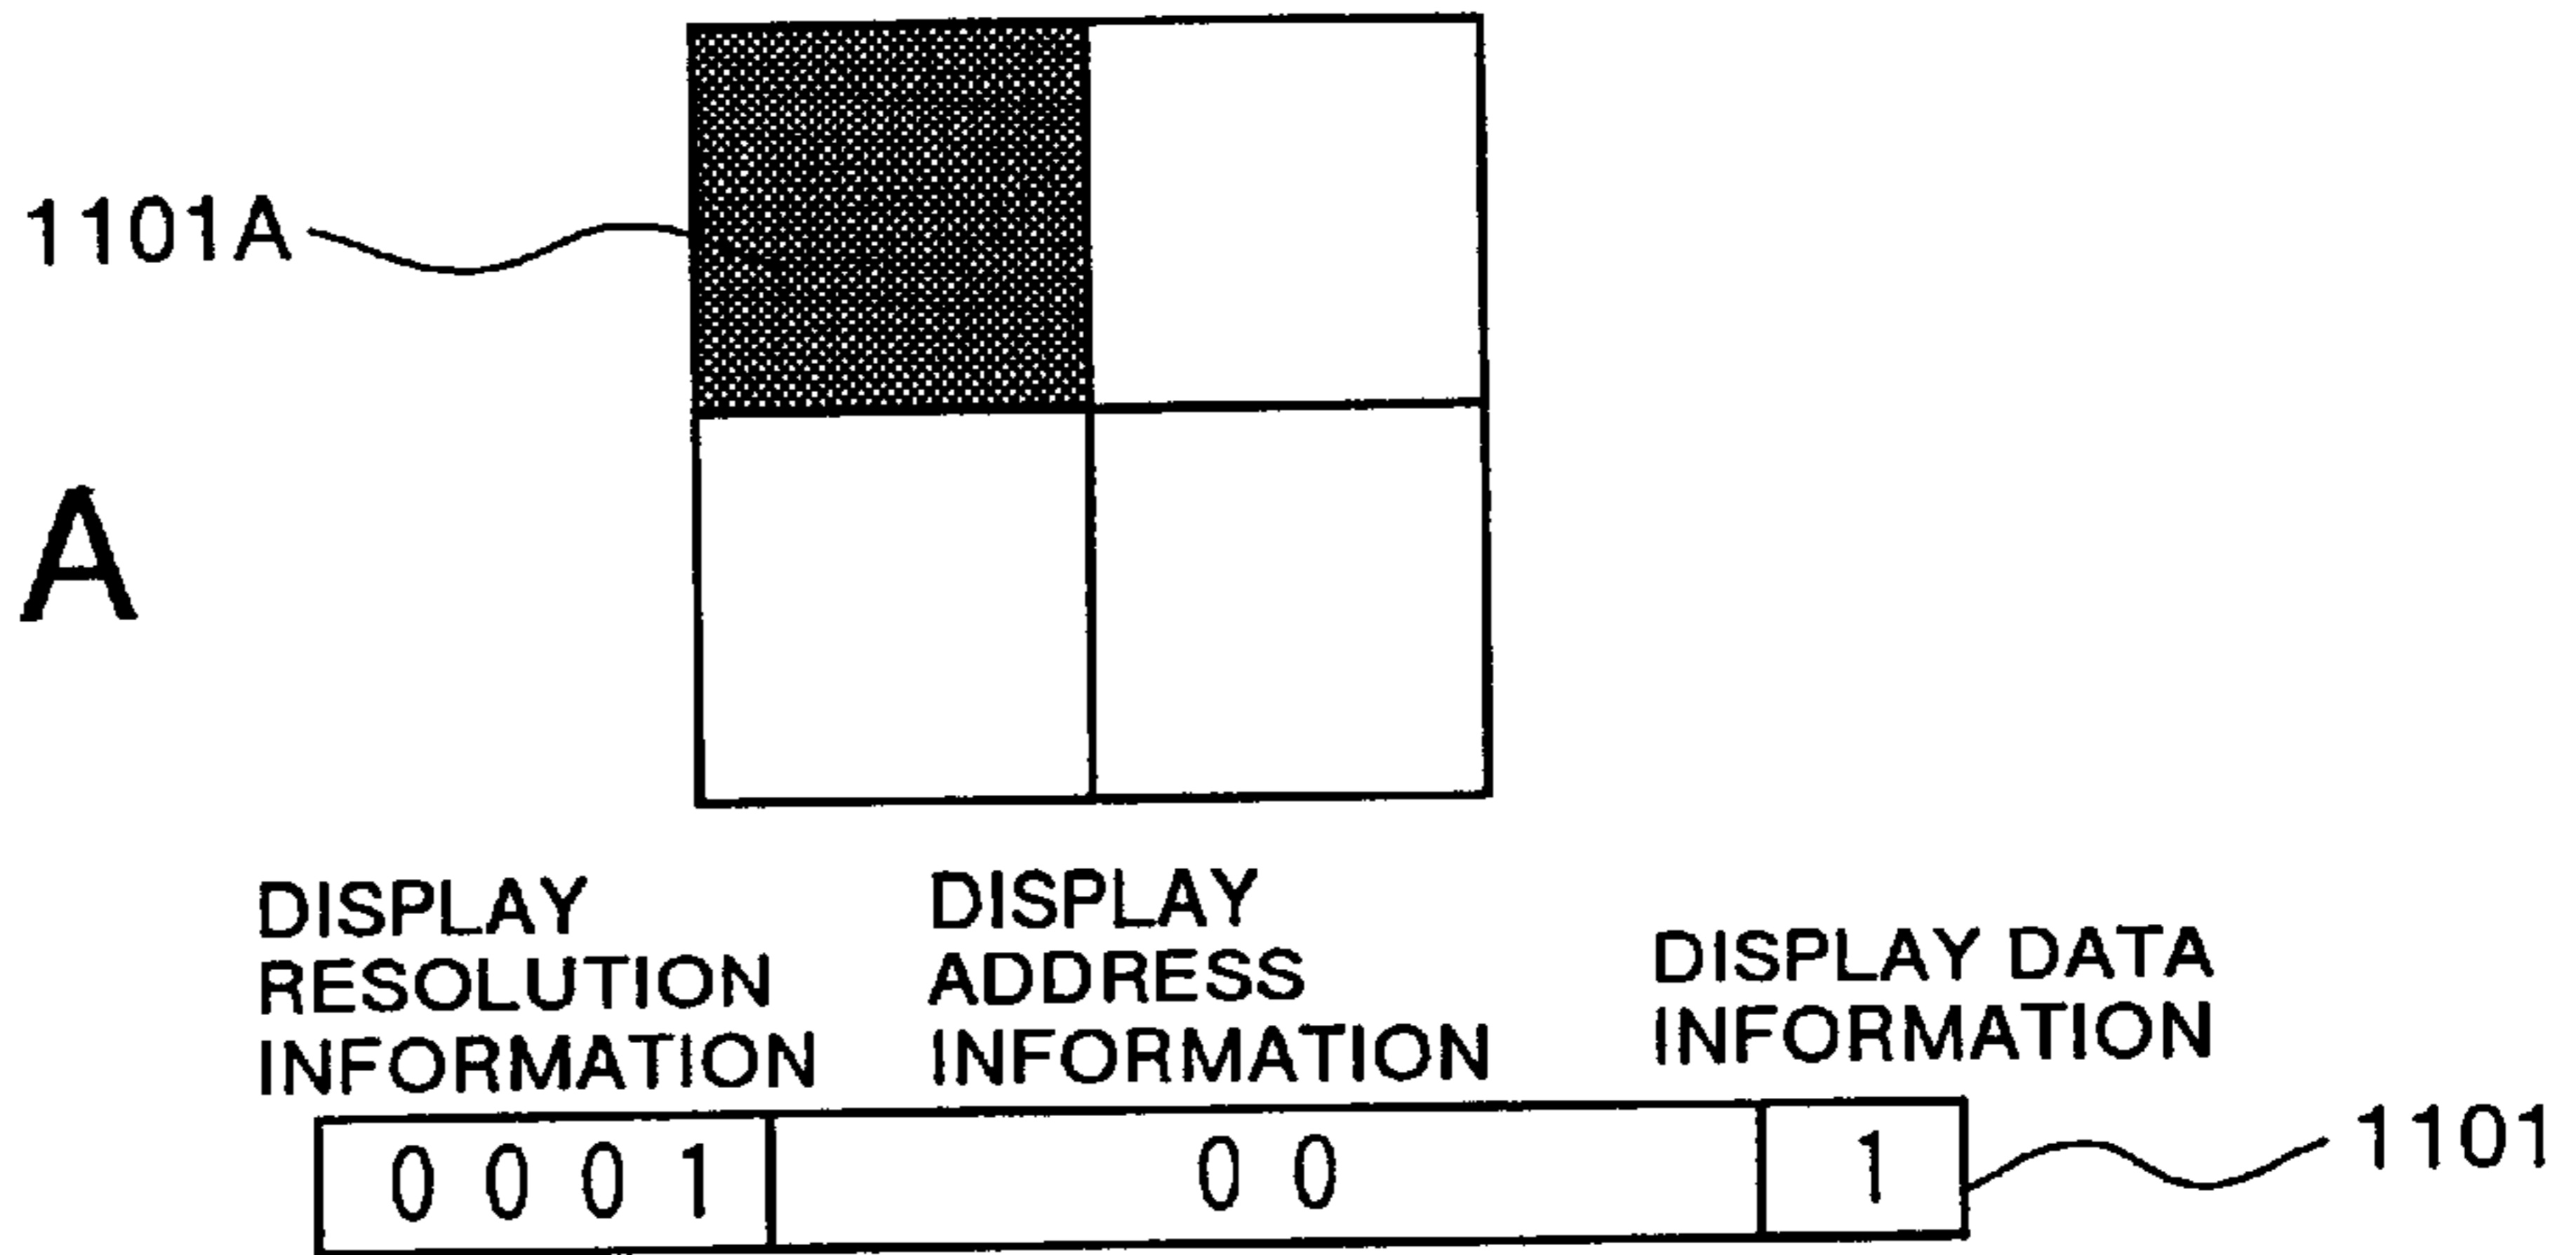 1101A
A
DISPLAY
RESOLUTION
INFORMATION
DISPLAY
ADDRESS
INFORMATION
DISPLAY DATA
INFORMATION
0 0 0 1
0 0
1
1101